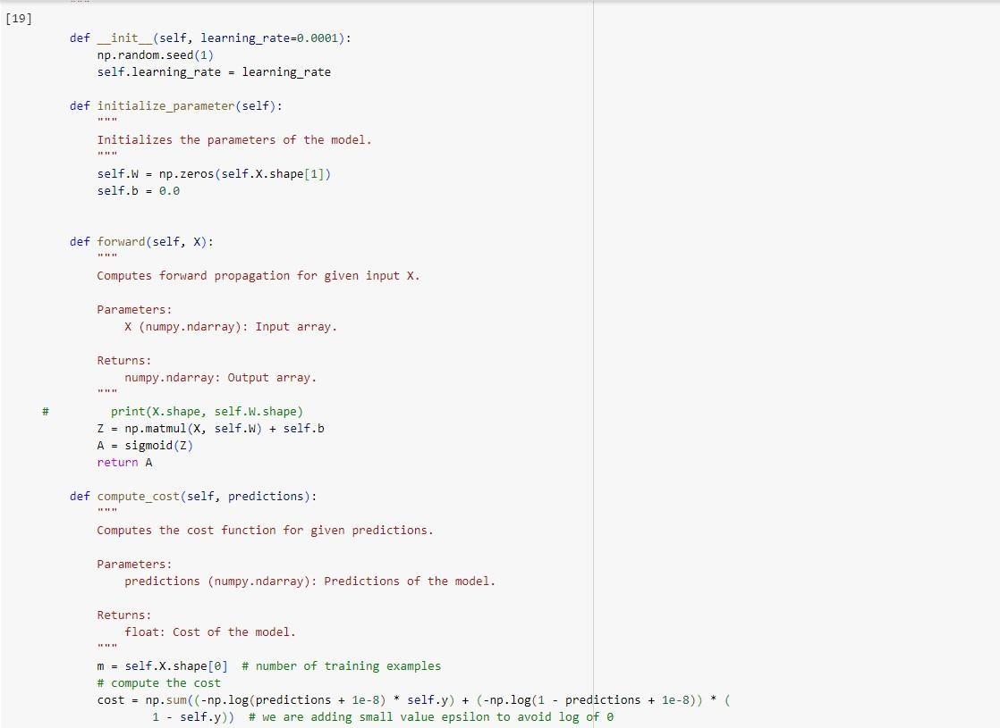 """
[19]
def __init__(self, learning_rate=0.0001):
np.random.seed(1)
self.learning_rate = learning_rate
def initialize_parameter(self):
"""
Initializes the parameters of the model.
"""
self.W = np.zeros(self.X.shape[1])
self.b = 0.0
def forward(self, X):
"""
Computes forward propagation for given input X.
Parameters:
X (numpy.ndarray): Input array.
Returns:
numpy.ndarray: Output array.
"""
# print(X.shape, self.W.shape)
Z = np.matmul(X, self.W) + self.b
A = sigmoid(Z)
return A
def compute_cost(self, predictions):
"""
Computes the cost function for given predictions.
Parameters:
predictions (numpy.ndarray): Predictions of the model.
Returns:
float: Cost of the model.
"""
m = self.X.shape[0]  # number of training examples
# compute the cost
cost = np.sum((-np.log(predictions + 1e-8) * self.y) + (-np.log(1 - predictions + 1e-8)) * (
1 - self.y))  # we are adding small value epsilon to avoid log of 0